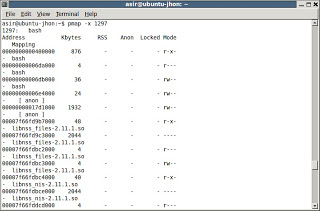 asir@ubuntu-jhon: ~
File Edit View Terminal Help
asir@ubuntu-jhon:~$ pmap -x 1297
1297: bash
Address Kbytes RSS Anon Locked Mode
Mapping
0000000000400000 876 - - - r-x-
- bash
00000000006da000 4 - - - r---
- bash
00000000006db000 36 - - - rw--
- bash
00000000006e4000 24 - - - rw--
- [ anon ]
00000000017d1000 1932 - - - rw--
- [ anon ]
00007f66fd9b7000 48 - - - r-x-
- libnss_files-2.11.1.so
00007f66fd9c3000 2044 - - - ----
- libnss_files-2.11.1.so
00007f66fdbc2000 4 - - - r---
- libnss_files-2.11.1.so
00007f66fdbc3000 4 - - - rw--
- libnss_files-2.11.1.so
00007f66fdbc4000 40 - - - r-x-
- libnss_nis-2.11.1.so
00007f66fdbce000 2044 - - - ----
- libnss_nis-2.11.1.so
00007f66fddcd000 4 - - - r---